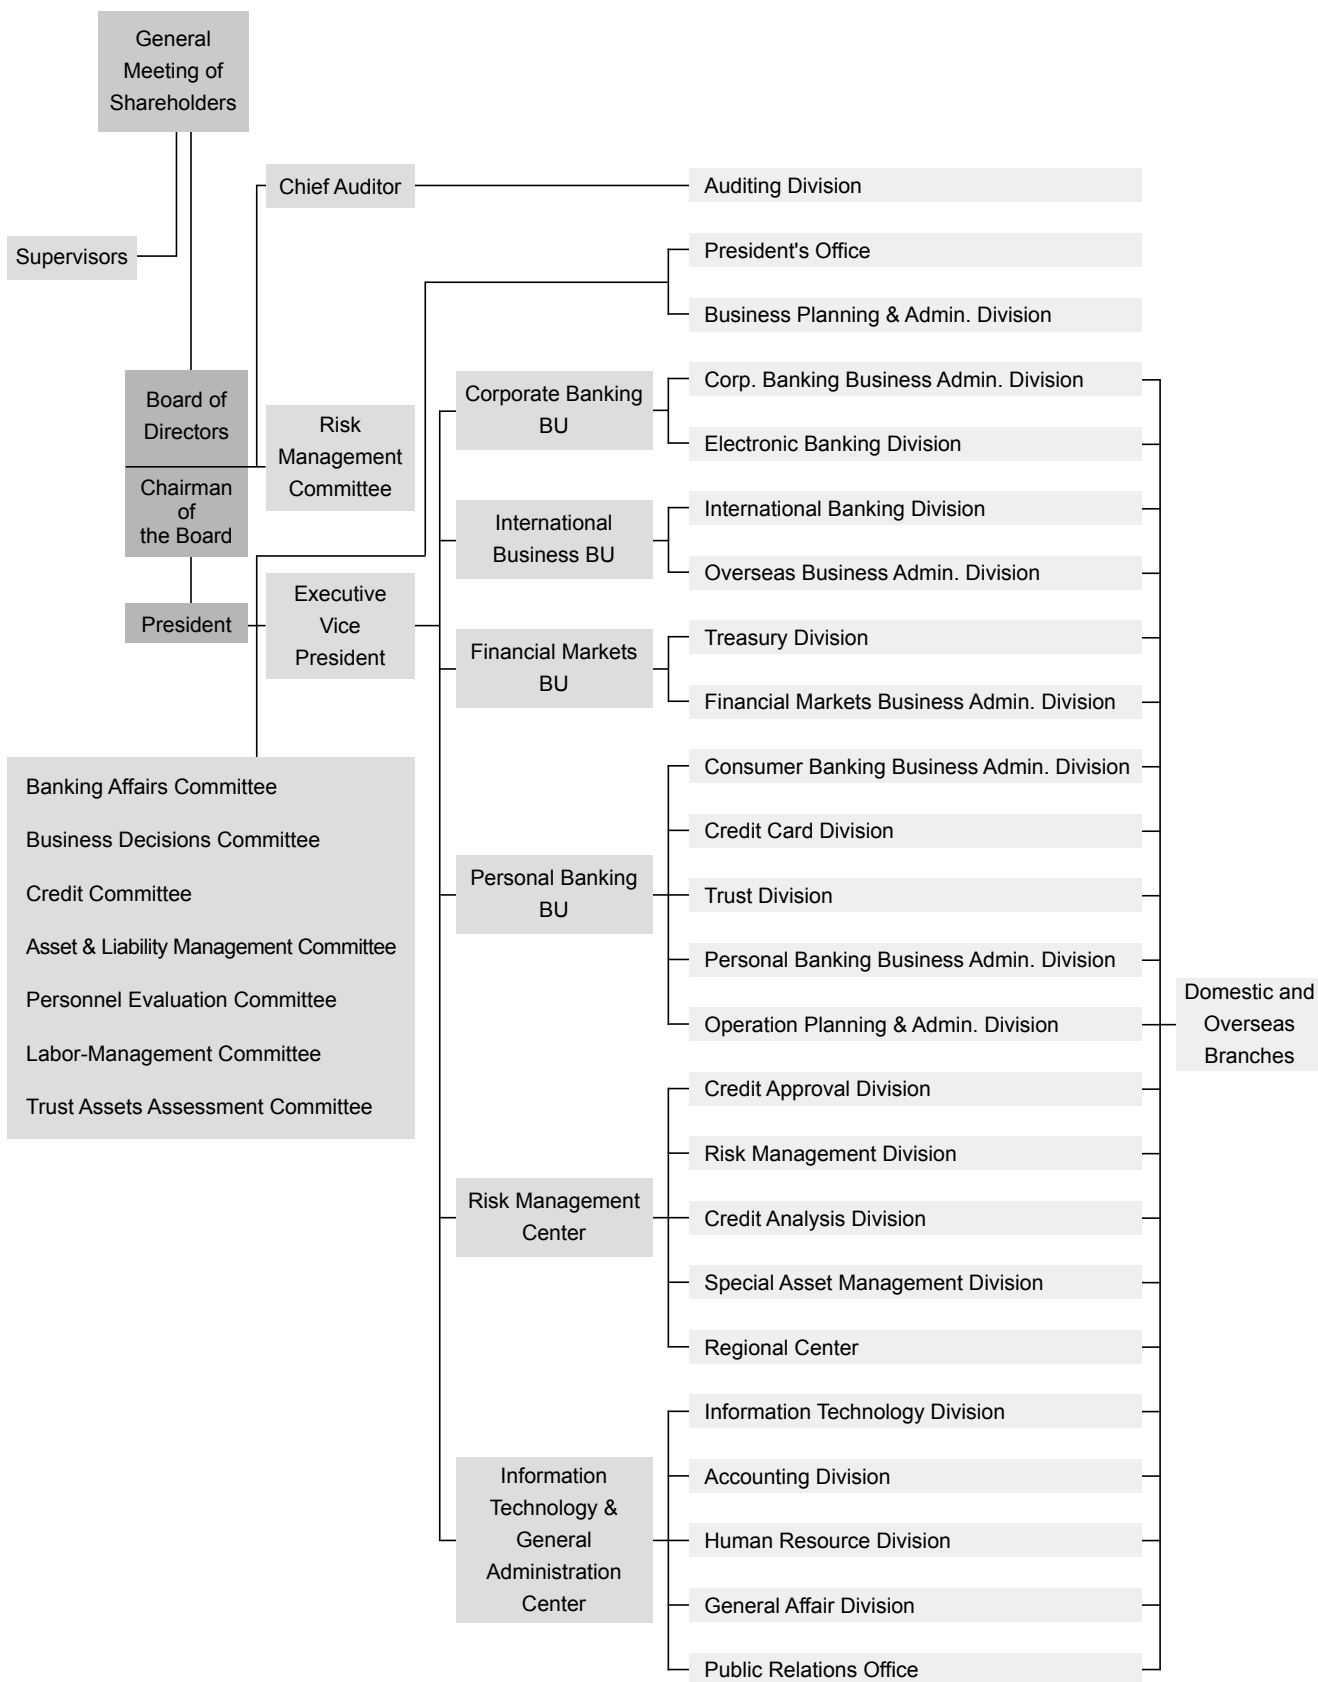 General
Meeting of
Shareholders
Chief Auditor
Auditing Division
Supervisors
President's Office
Business Planning & Admin. Division
Board of
Directors
Chairman
of
the Board
Risk
Management
Committee
President
Executive
Vice
President
Corporate Banking
BU
Corp. Banking Business Admin. Division
Electronic Banking Division
International
Business BU
International Banking Division
Overseas Business Admin. Division
Financial Markets
BU
Treasury Division
Financial Markets Business Admin. Division
Banking Affairs Committee
Business Decisions Committee
Credit Committee
Asset & Liability Management Committee
Personnel Evaluation Committee
Labor-Management Committee
Trust Assets Assessment Committee
Personal Banking
BU
Consumer Banking Business Admin. Division
Credit Card Division
Trust Division
Personal Banking Business Admin. Division
Operation Planning & Admin. Division
Domestic and
Overseas
Branches
Risk Management
Center
Credit Approval Division
Risk Management Division
Credit Analysis Division
Special Asset Management Division
Regional Center
Information
Technology &
General
Administration
Center
Information Technology Division
Accounting Division
Human Resource Division
General Affair Division
Public Relations Office